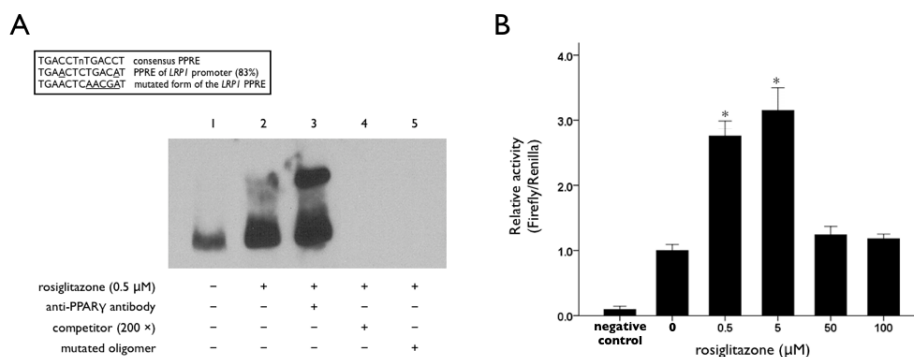 A
TGACCTnTGACCT consensus PPRE
TGAACTCTGACAT PPRE of LRP1 promoter (83%)
TGAACTCAACGAT mutated form of the LRP1 PPRE
1 2 3 4 5
rosiglitazone (0.5 μM) – + + + +
anti-PPARγ antibody – – + – –
competitor (200 ×) – – – + –
mutated oligomer – – – – +
B
Relative activity
(Firefly/Renilla)
4.0
3.0
2.0
1.0
0
* *
negative
control
0 0.5 5 50 100
rosiglitazone (μM)